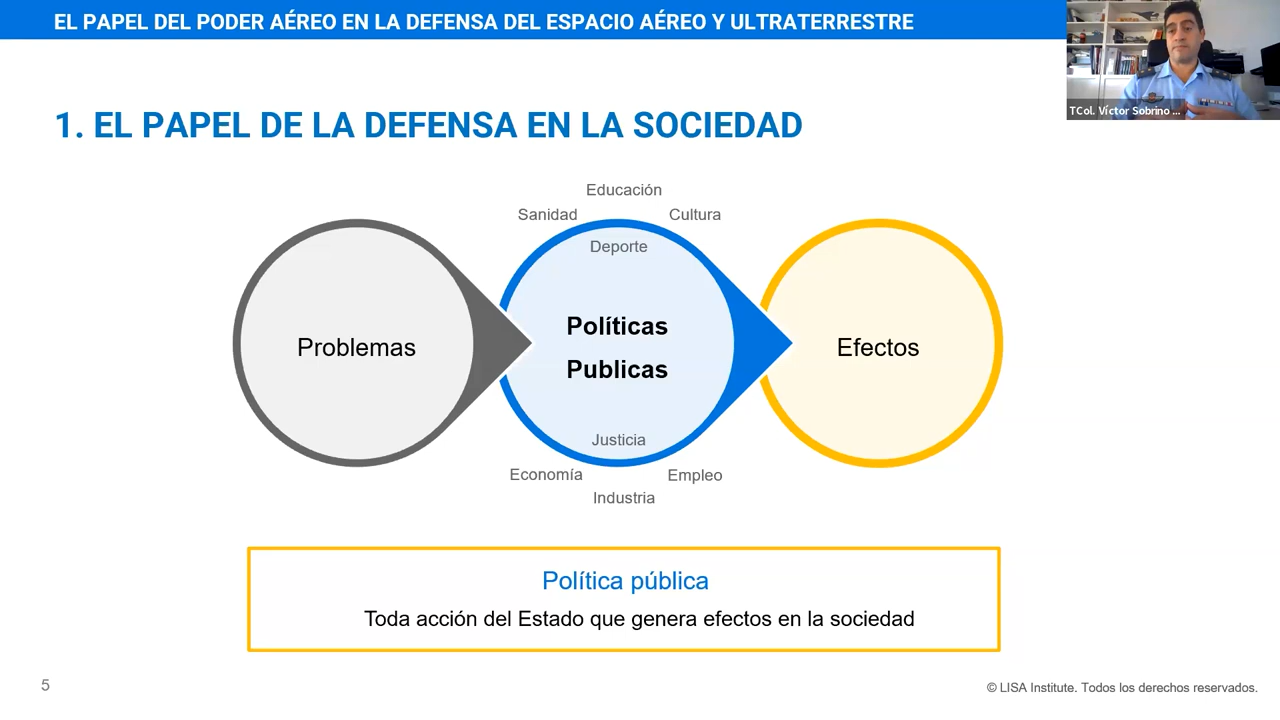 EL PAPEL DEL PODER AÉREO EN LA DEFENSA DEL ESPACIO AÉREO Y ULTRATERRESTRE
TCol. Víctor Sobrino ...
1. EL PAPEL DE LA DEFENSA EN LA SOCIEDAD
Educación
Sanidad
Cultura
Deporte
Problemas
Políticas
Publicas
Efectos
Justicia
Economía
Empleo
Industria
Política pública
Toda acción del Estado que genera efectos en la sociedad
5
© LISA Institute. Todos los derechos reservados.